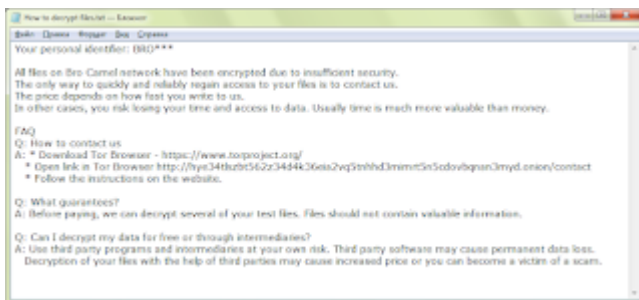 How to decrypt files.txt — Блокнот
Файл Правка Формат Вид Справка
Your personal identifier: BRO***
All files on Bro Camel network have been encrypted due to insufficient security.
The only way to quickly and reliably regain access to your files is to contact us.
The price depends on how fast you write to us.
In other cases, you risk losing your time and access to data. Usually time is much more valuable than money.
FAQ
Q: How to contact us
A: * Download Tor Browser - https://www.torproject.org/
* Open link in Tor Browser
* Follow the instructions on the website.
Q: What guarantees?
A: Before paying, we can decrypt several of your test files. Files should not contain valuable information.
Q: Can I decrypt my data for free or through intermediaries?
A: Use third party programs and intermediaries at your own risk. Third party software may cause permanent data loss.
Decryption of your files with the help of third parties may cause increased price or you can become a victim of a scam.